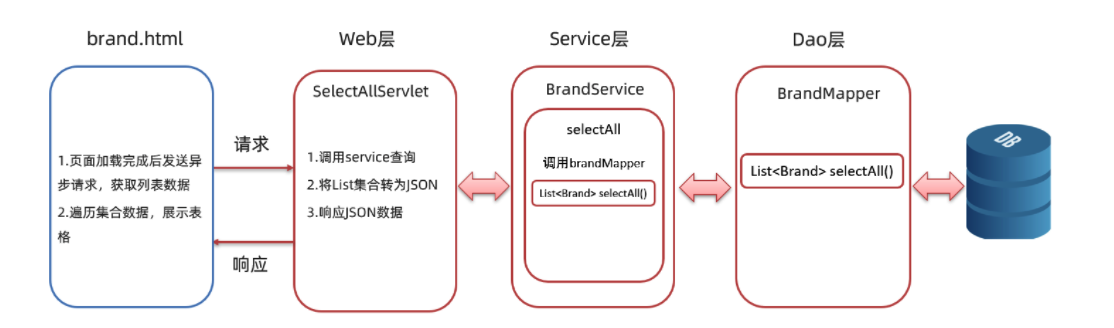 brand.html
Web层
Service层
Dao层
1.页面加载完成后发送异
步请求，获取列表数据
2.遍历集合数据，展示表
格
请求
响应
SelectAllServlet
1.调用service查询
2.将List集合转为JSON
3.响应JSON数据
BrandService
selectAll
调用brandMapper
List<Brand> selectAll()
BrandMapper
List<Brand> selectAll()
DB